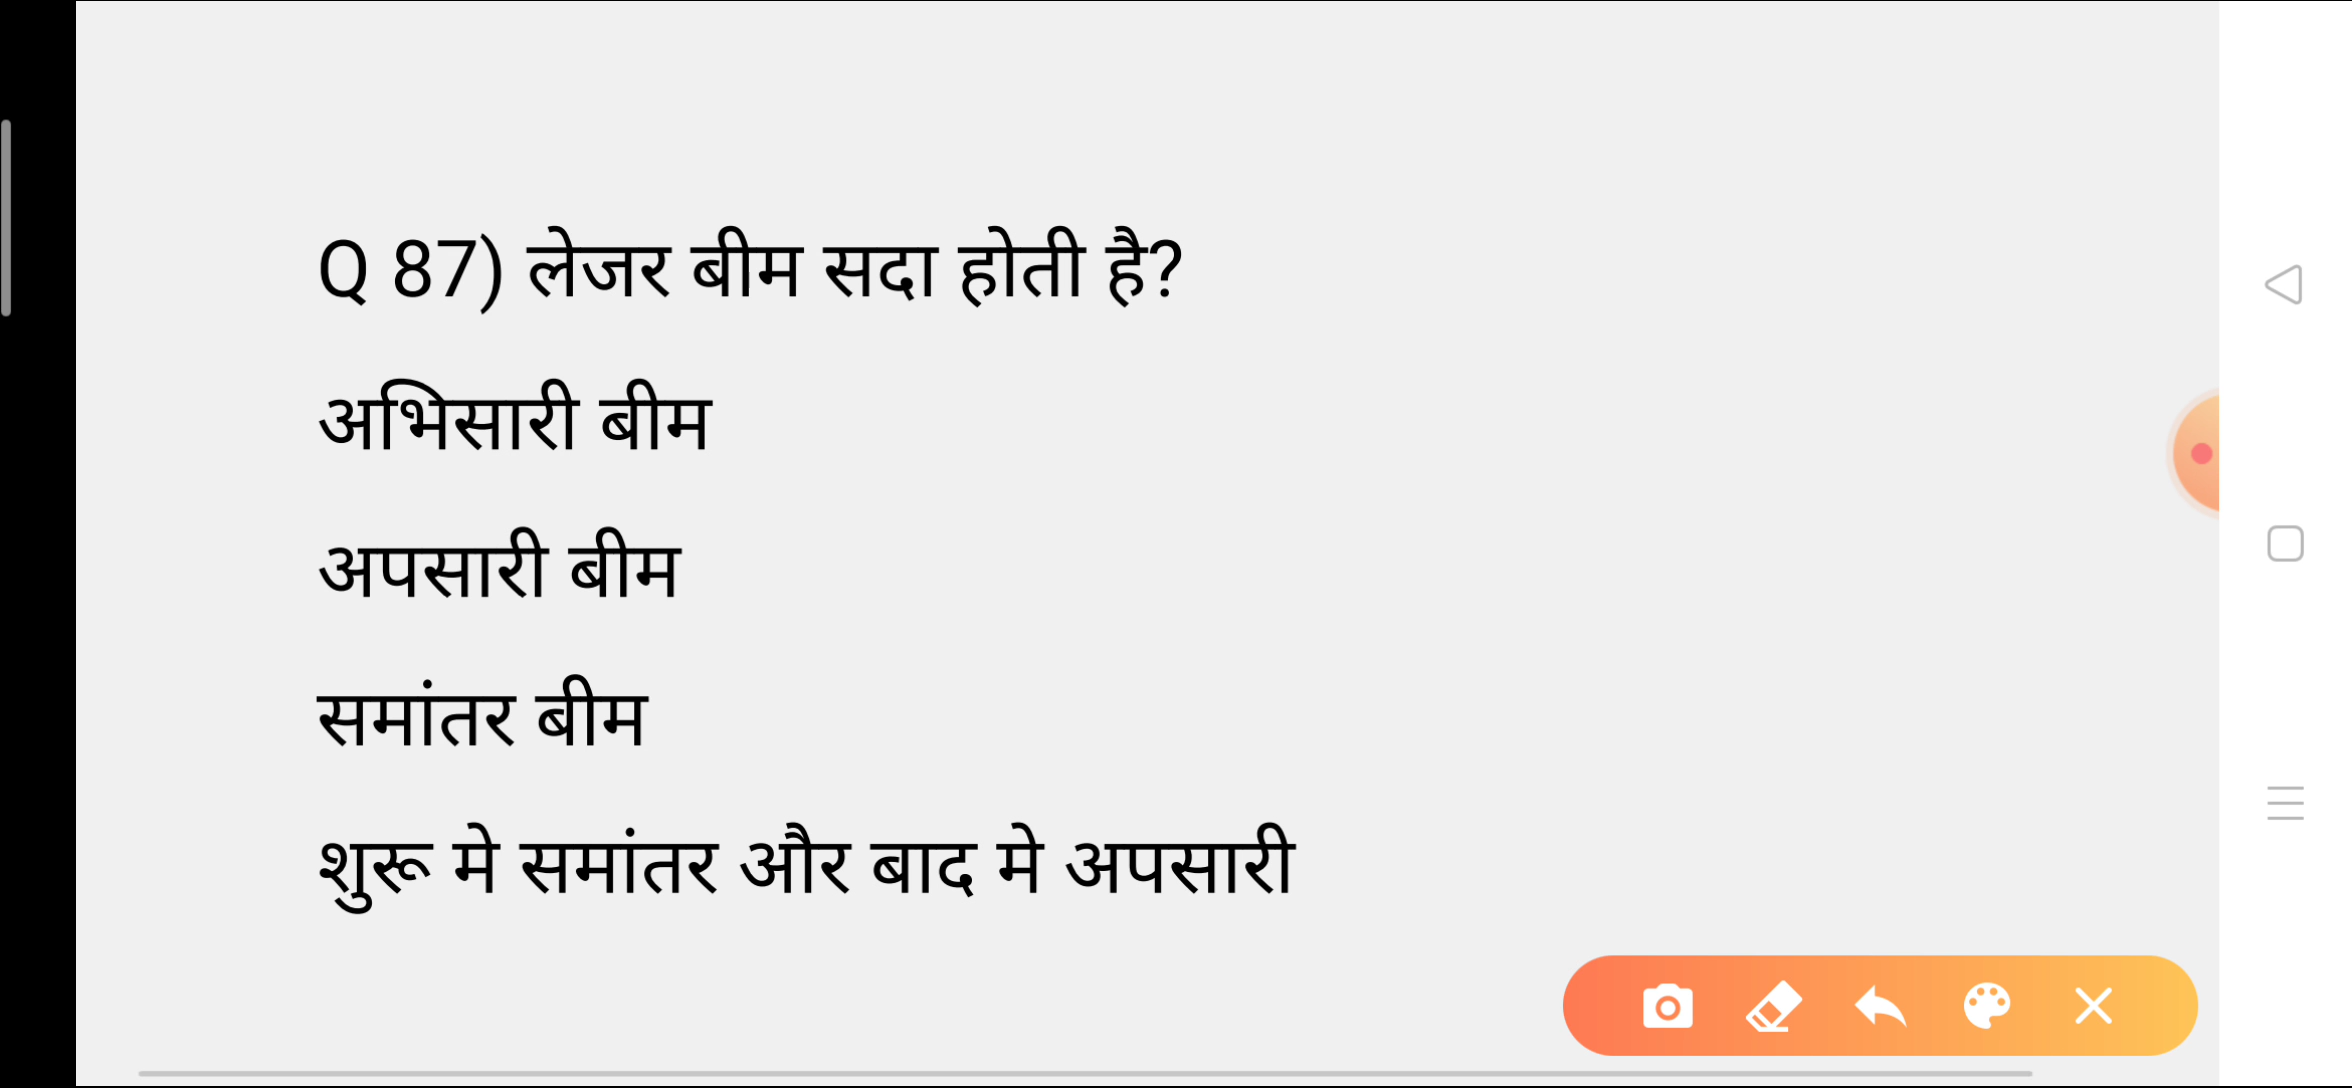 Q 87) लेजर बीम सदा होती है?
अभिसारी बीम
अपसारी बीम
समांतर बीम
शुरू मे समांतर और बाद मे अपसारी